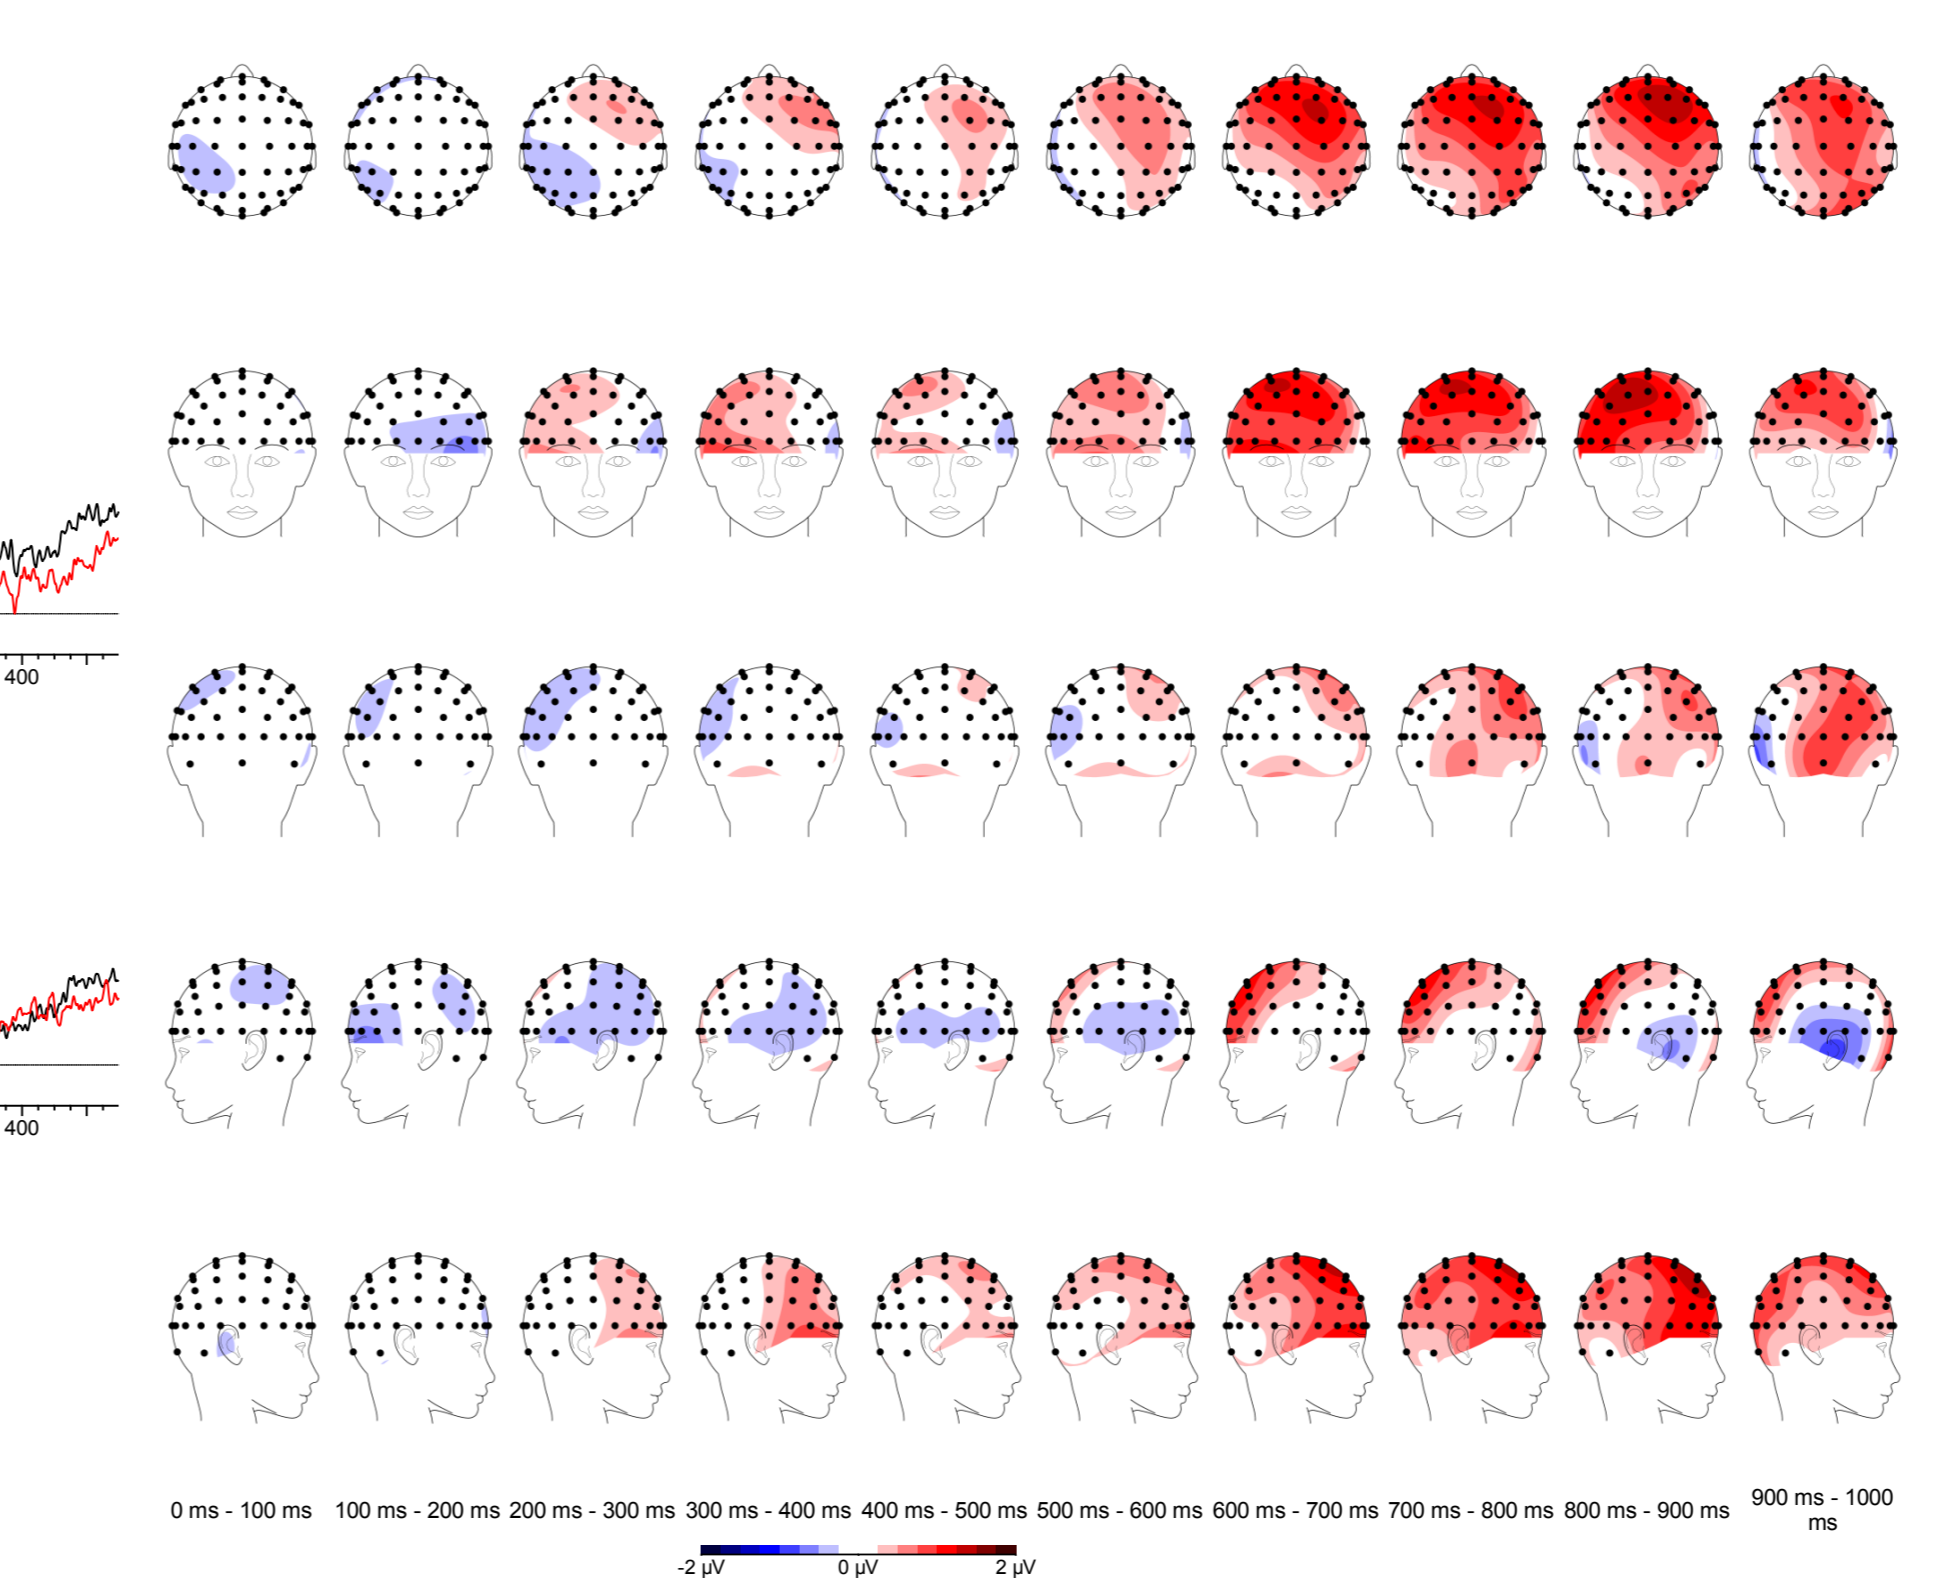 400
400
0 ms - 100 ms
100 ms - 200 ms
200 ms - 300 ms
300 ms - 400 ms
400 ms - 500 ms
500 ms - 600 ms
600 ms - 700 ms
700 ms - 800 ms
800 ms - 900 ms
900 ms - 1000
ms
-2 µV
0 µV
2 µV